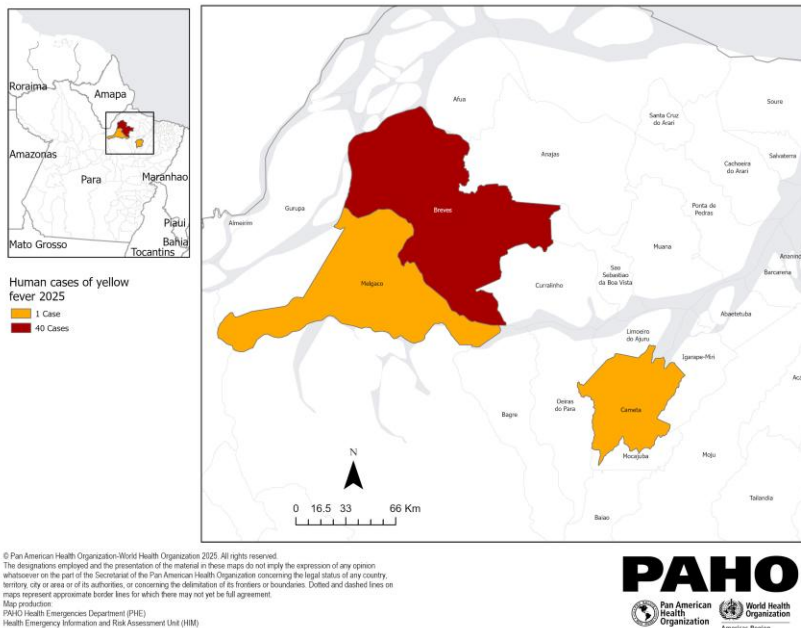 Roraima
Amapa
Amazonas
Para
Maranhao
Piaui
Bahia
Mato Grosso
Tocantins
Human cases of yellow
fever 2025
1 Case
40 Cases
Afua
Soure
Santa Cruz
do Arari
Anajas
Salvaterra
Cachoeira
do Arari
Gurupa
Breves
Ponta de
Pedras
Almeirim
Muana
Sao
Sebastiao
da Boa Vista
Melgaco
Curralinho
Ananind
Barcarena
Abaetetuba
Limoeiro
do Ajuru
Igarape-Miri
Aca
Oeiras
do Para
Cameta
Bagre
Mocajuba
Moju
Tailandia
Baiao
N
0 16.5 33 66 Km
© Pan American Health Organization-World Health Organization 2025. All rights reserved.
The designations employed and the presentation of the material in these maps do not imply the expression of any opinion
whatsoever on the part of the Secretariat of the Pan American Health Organization concerning the legal status of any country,
territory, city or area or of its authorities, or concerning the delimitation of its frontiers or boundaries. Dotted and dashed lines on
maps represent approximate border lines for which there may not yet be full agreement.
Map production:
PAHO Health Emergencies Department (PHE)
Health Emergency Information and Risk Assessment Unit (HIM)
PAHO
Pan American
Health
Organization
World Health
Organization
Americas Region